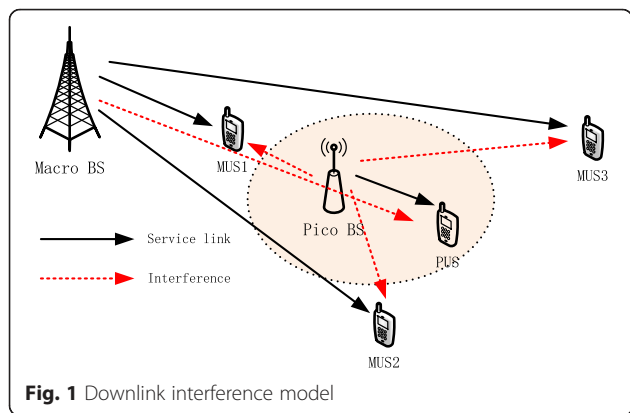 Macro BS
MUS1
MUS3
Pico BS
PUS
Service link
Interference
MUS2
Fig. 1 Downlink interference model